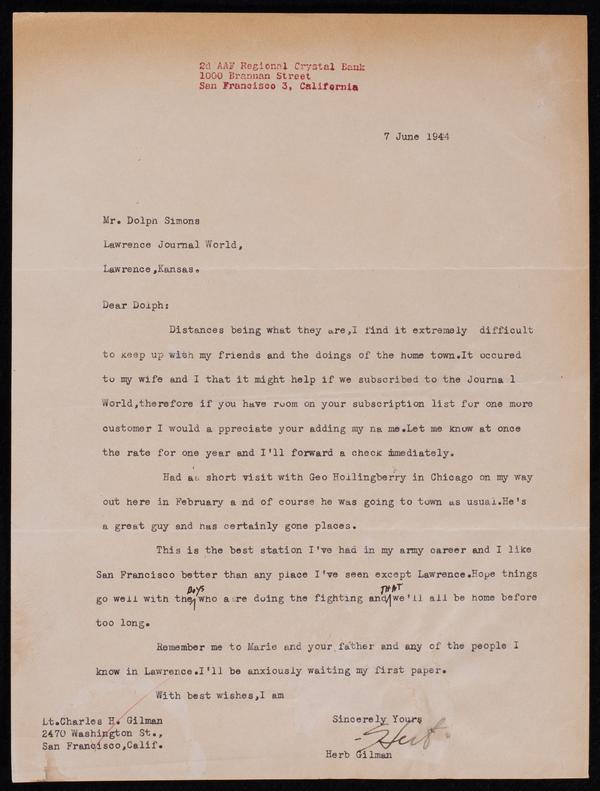 2d AAF Regional Crystal Bank
1000 Brannan Street
San Francisco 3, California
7 June 1944
Mr. Dolph Simons
Lawrence Journal World,
Lawrence,Kansas.
Dear Dolph:
Distances being what they are,I find it extremely difficult
to keep up with my friends and the doings of the home town.It occured
to my wife and I that it might help if we subscribed to the Journa l
World,therefore if you have room on your subscription list for one more
customer I would a ppreciate your adding my na me.Let me know at once
the rate for one year and I'll forward a check immediately.
Had a short visit with Geo Hollingberry in Chicago on my way
out here in February a nd of course he was going to town as usual.He's
a great guy and has certainly gone places.
This is the best station I've had in my army career and I like
San Francisco better than any place I've seen except Lawrence.Hope things
go well with the boys who are doing the fighting and THAT we'll all be home before
too long.
Remember me to Marie and your father and any of the people I
know in Lawrence.I'll be anxiously waiting my first paper.
With best wishes,I am
Lt.Charles H. Gilman
2470 Washington St.,
San Francisco,Calif.
Sincerely Yours
Herb
Herb Gilman